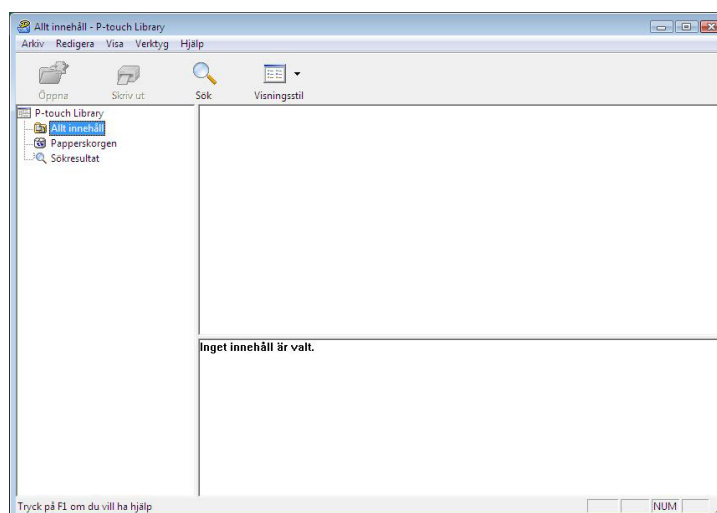 Allt innehåll - P-touch Library
Arkiv Redigera Visa Verktyg Hjälp
Öppna Skriv ut Sök Visningsstil
P-touch Library
Allt innehåll
Papperskorgen
Sökresultat
Inget innehåll är valt.
Tryck på F1 om du vill ha hjälp NUM